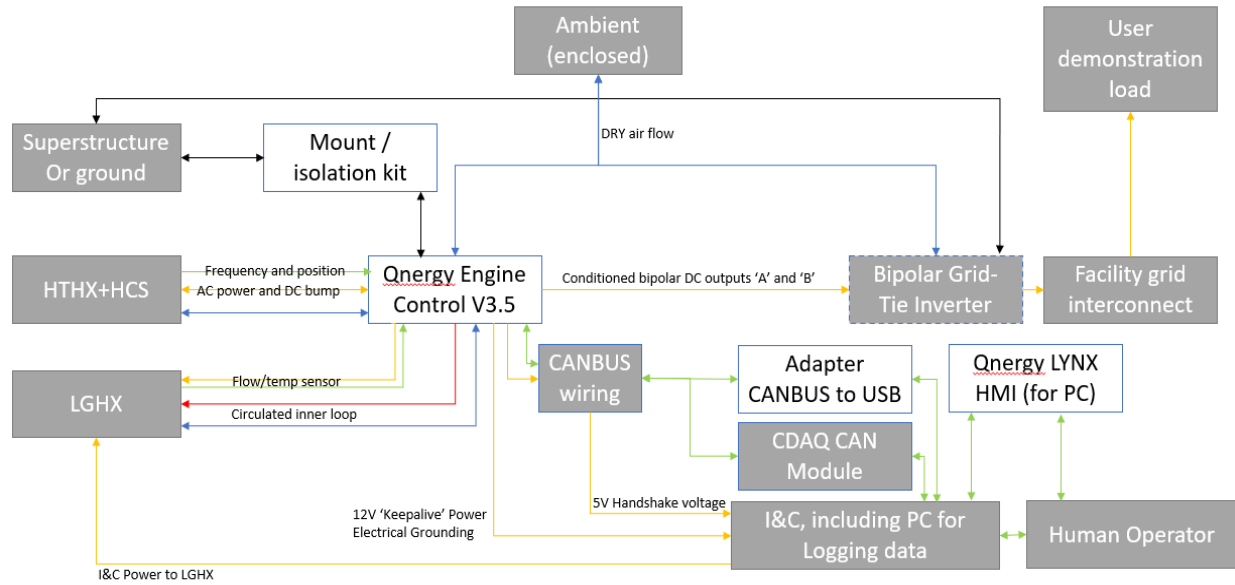 Ambient
(enclosed)
User
demonstration
load
DRY air flow
Superstructure
Or ground
Mount /
isolation kit
HTHX+HCS
Frequency and position
AC power and DC bump
Qnergy Engine
Control V3.5
Conditioned bipolar DC outputs ‘A’ and ‘B’
Bipolar Grid-
Tie Inverter
Facility grid
interconnect
LGHX
Flow/temp sensor
Circulated inner loop
CANBUS
wiring
Adapter
CANBUS to USB
Qnergy LYNX
HMI (for PC)
CDAQ CAN
Module
5V Handshake voltage
12V ‘Keepalive’ Power
Electrical Grounding
I&C, including PC for
Logging data
Human Operator
I&C Power to LGHX